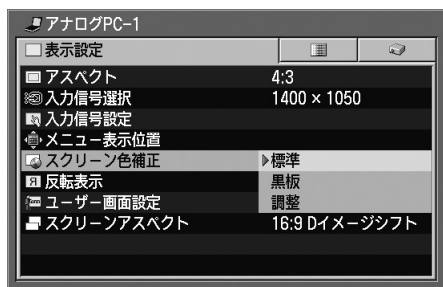 アナログPC-1
表示設定
アスペクト 4:3
入力信号選択 1400 × 1050
入力信号設定
メニュー表示位置
スクリーン色補正 標準
反転表示 黒板
ユーザー画面設定 調整
スクリーンアスペクト 16:9 Dイメージシフト